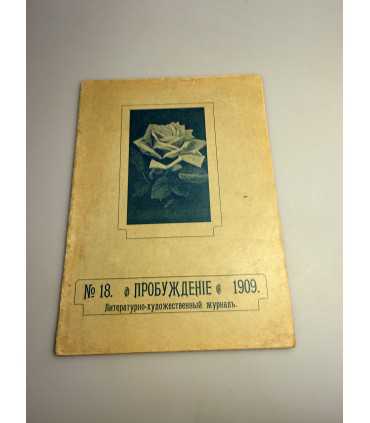 № 18. ПРОБУЖДЕНІЕ 1909.
Литературно-художественный журналъ.